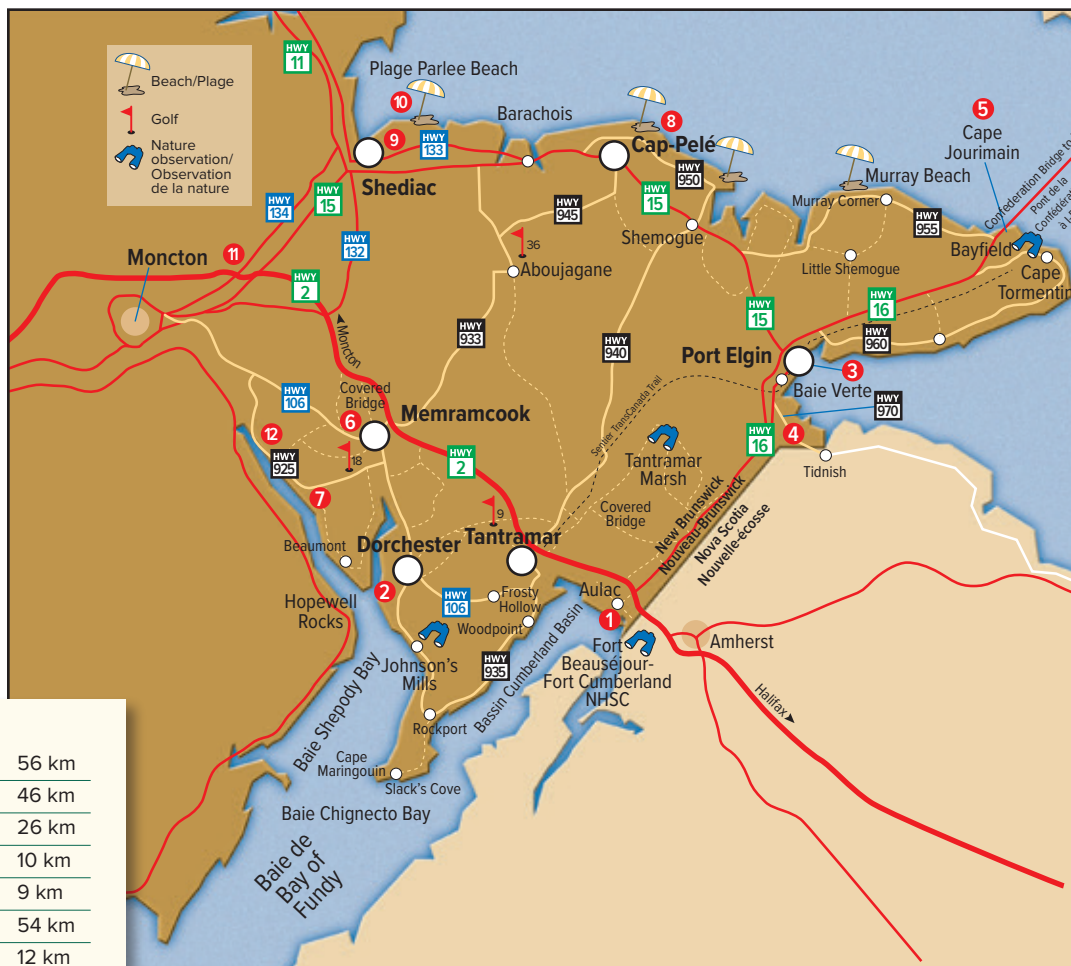 HWY
11
Beach/Plage
Golf
Nature
observation/
Observation
de la nature
Plage Parlee Beach
10
Barachois
9
HWY
133
Shediac
8
Cap-Pelé
HWY
950
5
Cape
Jourimain
Confederation Bridge to
Pont de la
HWY
134
HWY
15
HWY
132
HWY
945
HWY
15
Murray Beach
Murray Corner
HWY
955
Bayfield
Cape
Tormentin
36
Shemogue
Aboujagane
Little Shemogue
Moncton
11
HWY
2
Moncton
HWY
933
HWY
940
HWY
15
HWY
16
HWY
960
Port Elgin
3
Baie Verte
HWY
970
HWY
106
Covered
Bridge
6
Memramcook
Sentier TransCanada Trail
HWY
16
4
Tidnish
12
HWY
925
18
HWY
2
Tantramar
Marsh
7
9
Covered
Bridge
New Brunswick
Nouveau-Brunswick
Nova Scotia
Nouvelle-écosse
Beaumont
Dorchester
Tantramar
2
HWY
106
Frosty
Hollow
Woodpoint
Aulac
1
Hopewell
Rocks
Johnson's
Mills
HWY
935
Bassin Cumberland Basin
Fort
Beauséjour-
Fort Cumberland
NHSC
Amherst
Halifax
Baie Shepody Bay
Rockport
Cape
Maringouin
Slack's Cove
Baie Chignecto Bay
Baie de
Bay of
Fundy
56 km
46 km
26 km
10 km
9 km
54 km
12 km